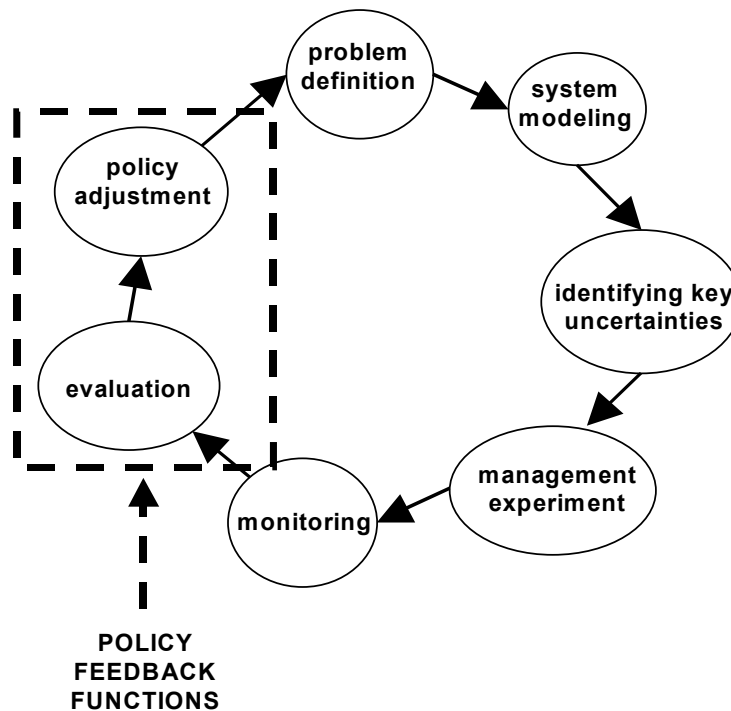 problem
definition
system
modeling
identifying key
uncertainties
management
experiment
monitoring
evaluation
policy
adjustment
POLICY
FEEDBACK
FUNCTIONS